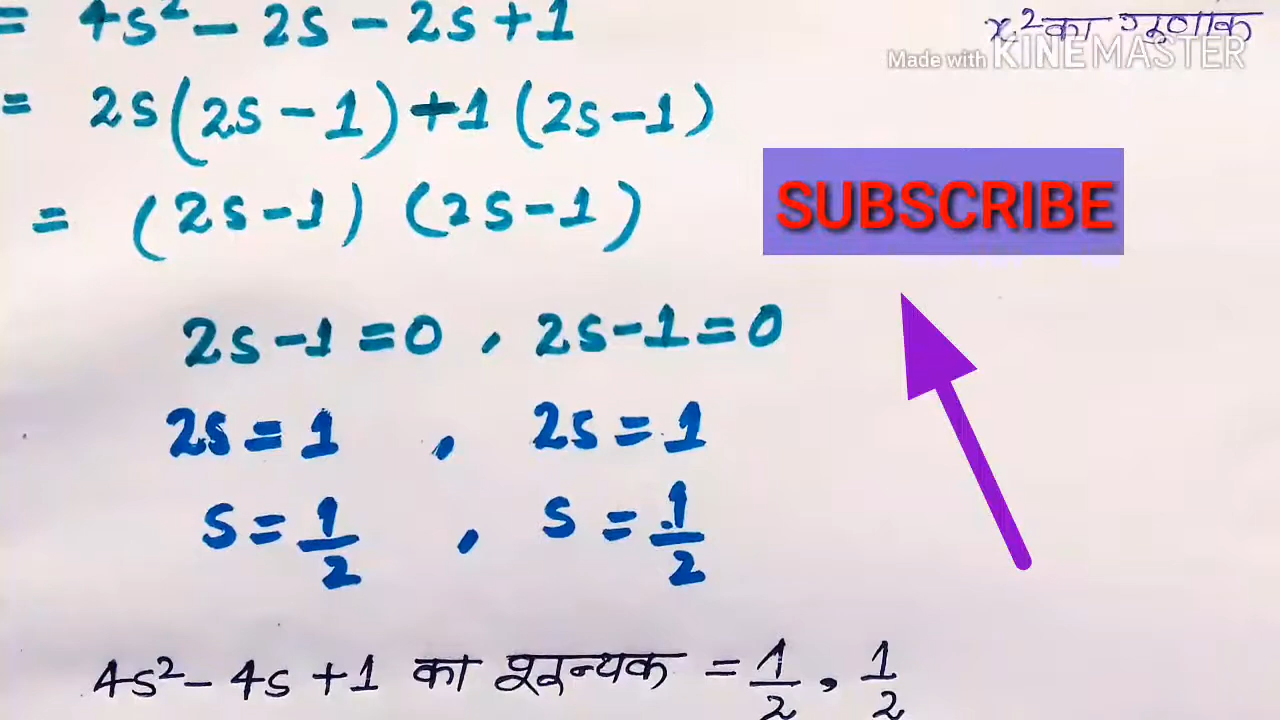 = 4s² - 2s - 2s + 1
x² का गुणांक
Made with KINEMASTER
= 2s (2s - 1) + 1 (2s - 1)
= (2s - 1) (2s - 1)
SUBSCRIBE
2s - 1 = 0 , 2s - 1 = 0
2s = 1 , 2s = 1
s = 1/2 , s = 1/2
4s² - 4s + 1 का शून्यक = 1/2 , 1/2